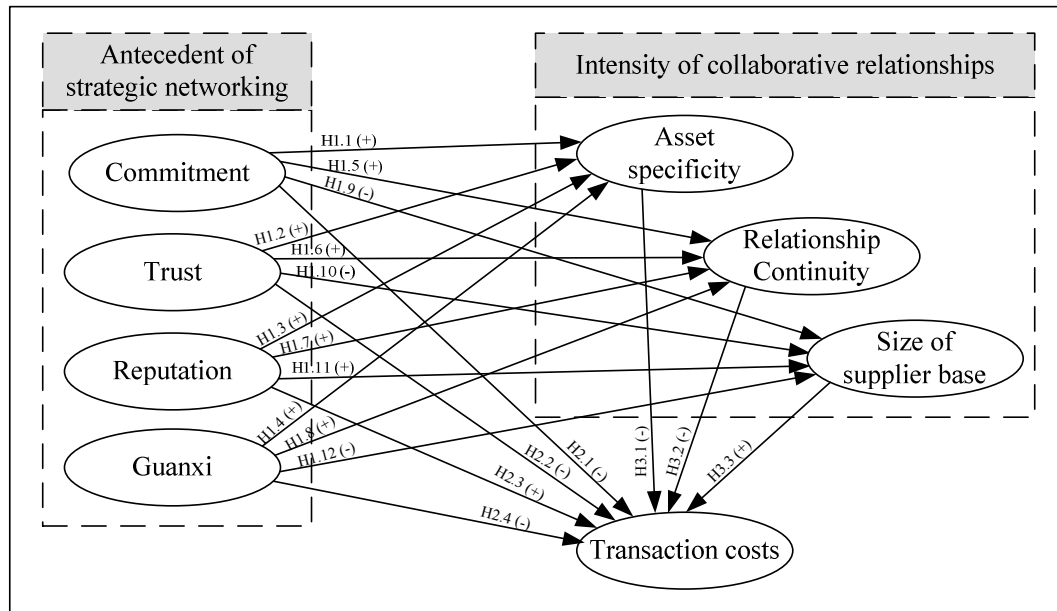 Antecedent of
strategic networking
Intensity of collaborative relationships
Commitment
Trust
Reputation
Guanxi
Asset
specificity
Relationship
Continuity
Size of
supplier base
Transaction costs
H1.1 (+)
H1.5 (+)
H1.9 (-)
H1.2 (+)
H1.6 (+)
H1.10 (-)
H1.3 (+)
H1.7 (+)
H1.11 (+)
H1.4 (+)
H1.8 (+)
H1.12 (-)
H2.1 (-)
H2.2 (-)
H2.3 (+)
H2.4 (-)
H3.1 (-)
H3.2 (-)
H3.3 (+)